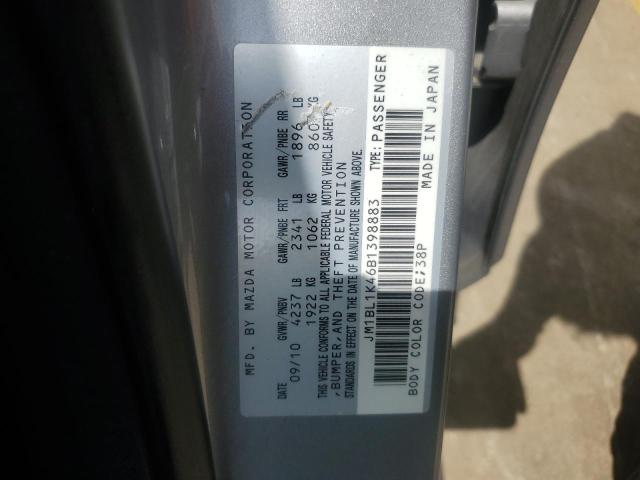 MFD. BY MAZDA MOTOR CORPORATION
DATE GVWR/PNBV GAWR/PNBE FRT GAWR/PNBE RR
09/10 4237 LB 2341 LB 1896 LB
1922 KG 1062 KG 860 KG
THIS VEHICLE CONFORMS TO ALL APPLICABLE FEDERAL MOTOR VEHICLE SAFETY
,BUMPER,AND THEFT PREVENTION
STANDARDS IN EFFECT ON THE DATE OF MANUFACTURE SHOWN ABOVE.
JM1BL1K46B1398883 TYPE: PASSENGER
BODY COLOR CODE;38P MADE IN JAPAN